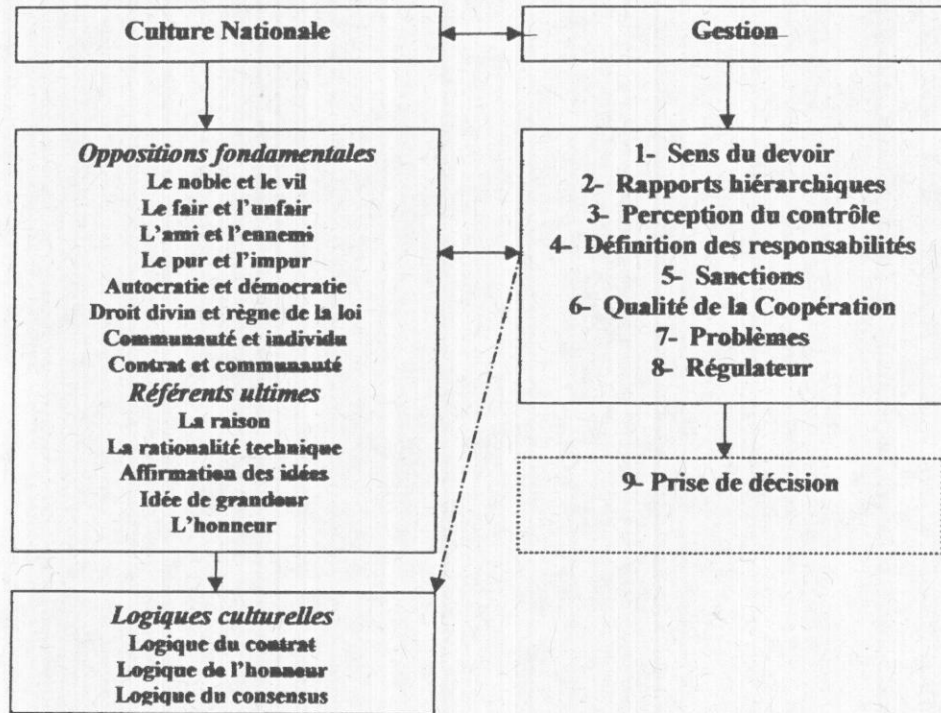 Culture Nationale
Gestion
Oppositions fondamentales
Le noble et le vil
Le fair et l'unfair
L'ami et l'ennemi
Le pur et l'impur
Autocratie et démocratie
Droit divin et règne de la loi
Communauté et individu
Contrat et communauté
Référents ultimes
La raison
La rationalité technique
Affirmation des idées
Idée de grandeur
L'honneur
1- Sens du devoir
2- Rapports hiérarchiques
3- Perception du contrôle
4- Définition des responsabilités
5- Sanctions
6- Qualité de la Coopération
7- Problèmes
8- Régulateur
9- Prise de décision
Logiques culturelles
Logique du contrat
Logique de l'honneur
Logique du consensus